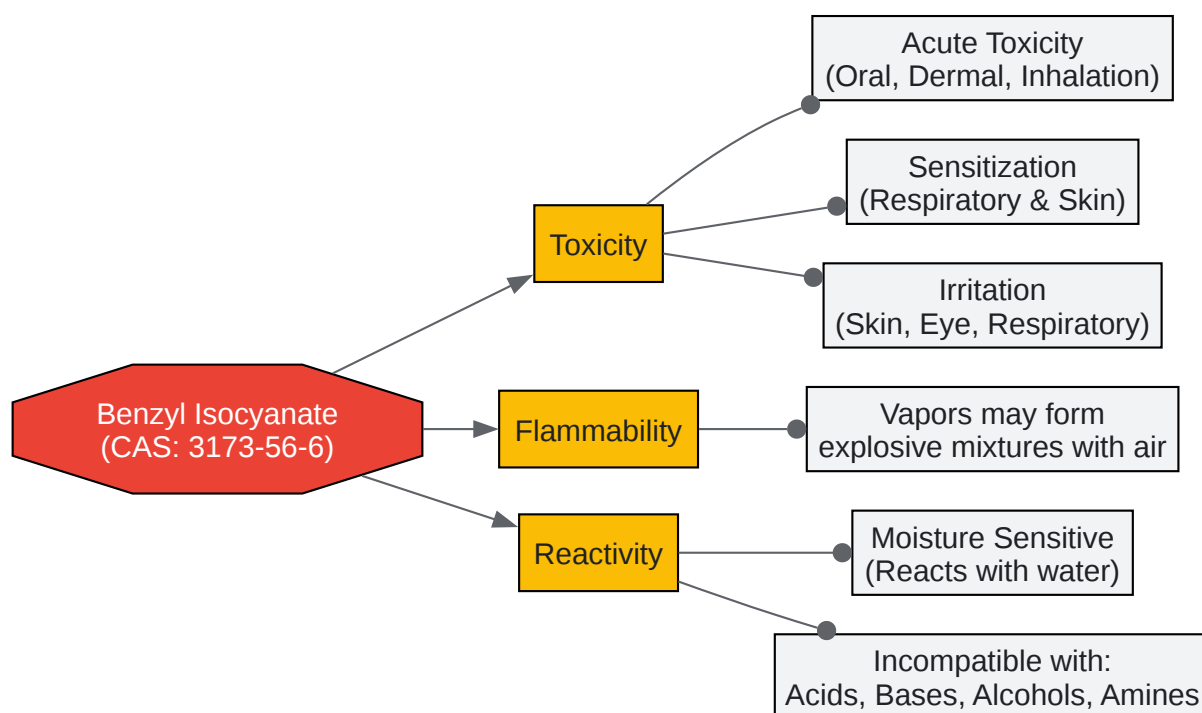 Benzyl Isocyanate
(CAS: 3173-56-6)
Toxicity
Acute Toxicity
(Oral, Dermal, Inhalation)
Sensitization
(Respiratory & Skin)
Irritation
(Skin, Eye, Respiratory)
Flammability
Vapors may form
explosive mixtures with air
Reactivity
Moisture Sensitive
(Reacts with water)
Incompatible with:
Acids, Bases, Alcohols, Amines